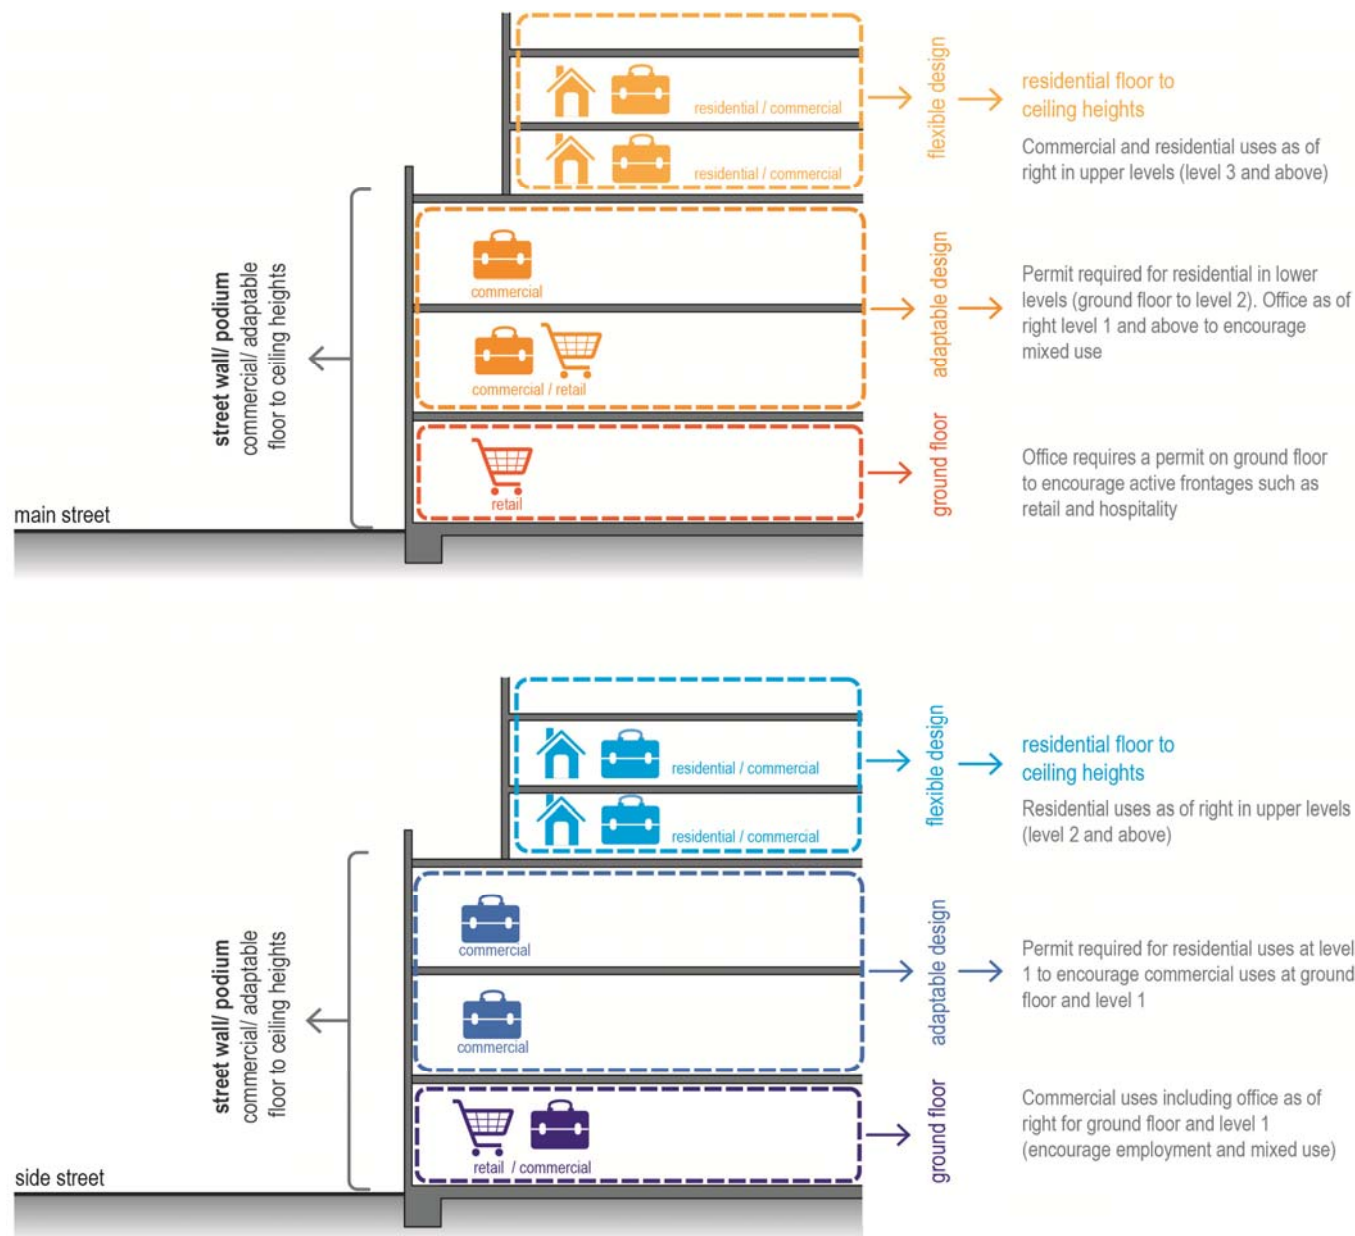 residential / commercial
residential / commercial
flexible design
residential floor to
ceiling heights
Commercial and residential uses as of
right in upper levels (level 3 and above)
street wall/ podium
commercial/ adaptable
floor to ceiling heights
commercial
commercial / retail
adaptable design
Permit required for residential in lower
levels (ground floor to level 2). Office as of
right level 1 and above to encourage
mixed use
retail
ground floor
Office requires a permit on ground floor
to encourage active frontages such as
retail and hospitality
main street
residential / commercial
residential / commercial
flexible design
residential floor to
ceiling heights
Residential uses as of right in upper levels
(level 2 and above)
street wall/ podium
commercial/ adaptable
floor to ceiling heights
commercial
commercial
adaptable design
Permit required for residential uses at level
1 to encourage commercial uses at ground
floor and level 1
retail / commercial
ground floor
Commercial uses including office as of
right for ground floor and level 1
(encourage employment and mixed use)
side street